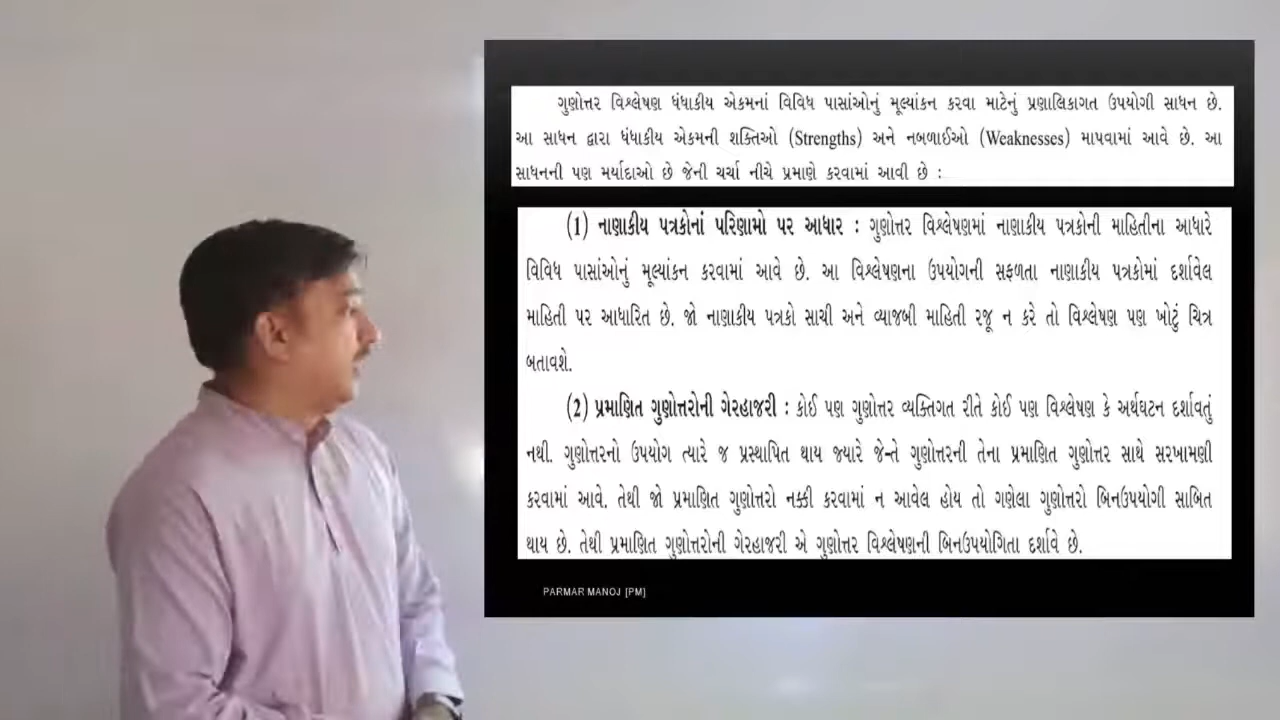 ગુણોત્તર વિશ્લેષણ ધંધાકીય એકમનાં વિવિધ પાસાંઓનું મૂલ્યાંકન કરવા માટેનું પ્રણાલિકાગત ઉપયોગી સાધન છે.
આ સાધન દ્વારા ધંધાકીય એકમની શક્તિઓ (Strengths) અને નબળાઈઓ (Weaknesses) માપવામાં આવે છે. આ
સાધનની પણ મર્યાદાઓ છે જેની ચર્ચા નીચે પ્રમાણે કરવામાં આવી છે :
(1) નાણાકીય પત્રકોનાં પરિણામો પર આધાર : ગુણોત્તર વિશ્લેષણમાં નાણાકીય પત્રકોની માહિતીના આધારે
વિવિધ પાસાંઓનું મૂલ્યાંકન કરવામાં આવે છે. આ વિશ્લેષણના ઉપયોગની સફળતા નાણાકીય પત્રકોમાં દર્શાવેલ
માહિતી પર આધારિત છે. જો નાણાકીય પત્રકો સાચી અને વ્યાજબી માહિતી રજૂ ન કરે તો વિશ્લેષણ પણ ખોટું ચિત્ર
બતાવશે.
(2) પ્રમાણિત ગુણોત્તરોની ગેરહાજરી : કોઈ પણ ગુણોત્તર વ્યક્તિગત રીતે કોઈ પણ વિશ્લેષણ કે અર્થઘટન દર્શાવતું
નથી. ગુણોત્તરનો ઉપયોગ ત્યારે જ પ્રસ્થાપિત થાય જ્યારે જે-તે ગુણોત્તરની તેના પ્રમાણિત ગુણોત્તર સાથે સરખામણી
કરવામાં આવે. તેથી જો પ્રમાણિત ગુણોત્તરો નક્કી કરવામાં ન આવેલ હોય તો ગણેલા ગુણોત્તરો બિનઉપયોગી સાબિત
થાય છે. તેથી પ્રમાણિત ગુણોત્તરોની ગેરહાજરી એ ગુણોત્તર વિશ્લેષણની બિનઉપયોગિતા દર્શાવે છે.
PARMAR MANOJ [PM]